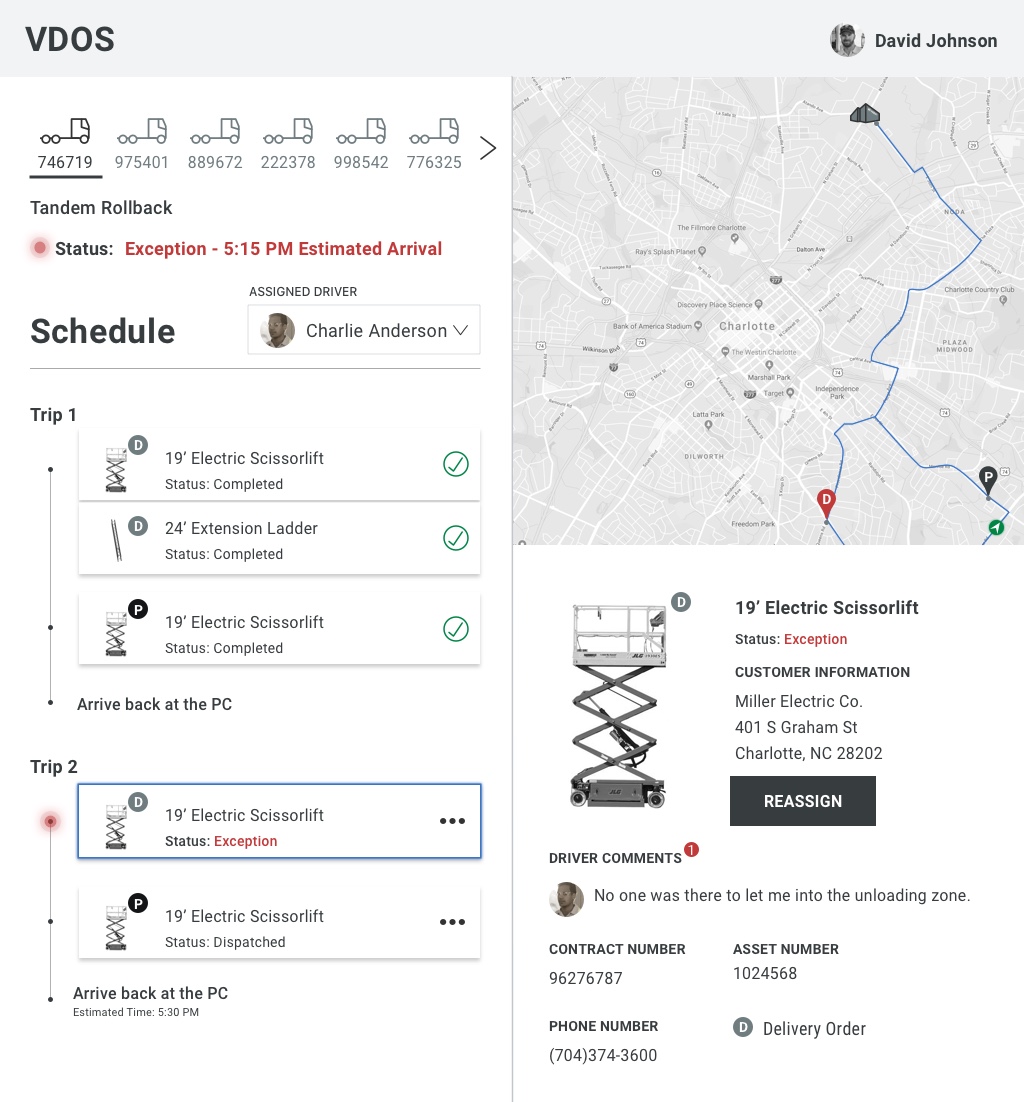 VDOS
David Johnson
746719
975401
889672
222378
998542
776325
Tandem Rollback
Status: Exception - 5:15 PM Estimated Arrival
ASSIGNED DRIVER
Schedule
Charlie Anderson
Trip 1
D
19’ Electric Scissorlift
Status: Completed
D
24’ Extension Ladder
Status: Completed
P
19’ Electric Scissorlift
Status: Completed
Arrive back at the PC
Trip 2
D
19’ Electric Scissorlift
Status: Exception
P
19’ Electric Scissorlift
Status: Dispatched
Arrive back at the PC
Estimated Time: 5:30 PM
NODA
The Fillmore Charlotte
Ray's Splash Planet
Dalton Ave
Charlotte Country Club
Discovery Place Science
Bank of America Stadium
Charlotte
Wilkinson Blvd
The Westin Charlotte
PLAZA
MIDWOOD
Marshall Park
Target
Independence
Park
Latta Park
DILWORTH
Freedom Park
D
P
D
19’ Electric Scissorlift
Status: Exception
CUSTOMER INFORMATION
Miller Electric Co.
401 S Graham St
Charlotte, NC 28202
JLG
JLG
REASSIGN
DRIVER COMMENTS 1
No one was there to let me into the unloading zone.
CONTRACT NUMBER
96276787
ASSET NUMBER
1024568
PHONE NUMBER
(704)374-3600
D Delivery Order